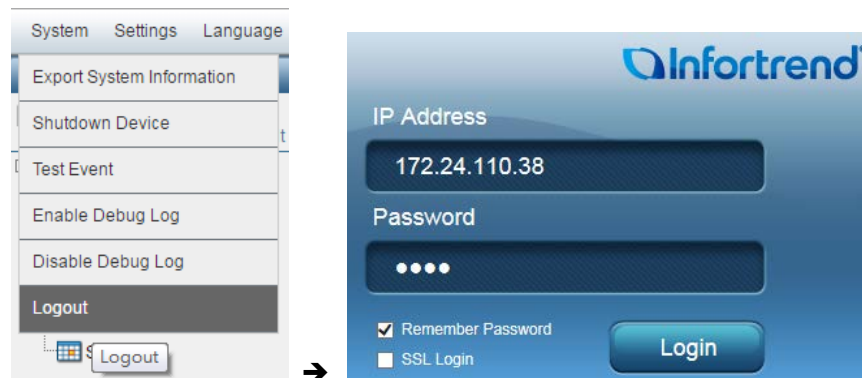 System Settings Language
Export System Information
Shutdown Device
Test Event
Enable Debug Log
Disable Debug Log
Logout
Logout
➔
Infortrend
IP Address
172.24.110.38
Password
●●●●
Remember Password
SSL Login
Login